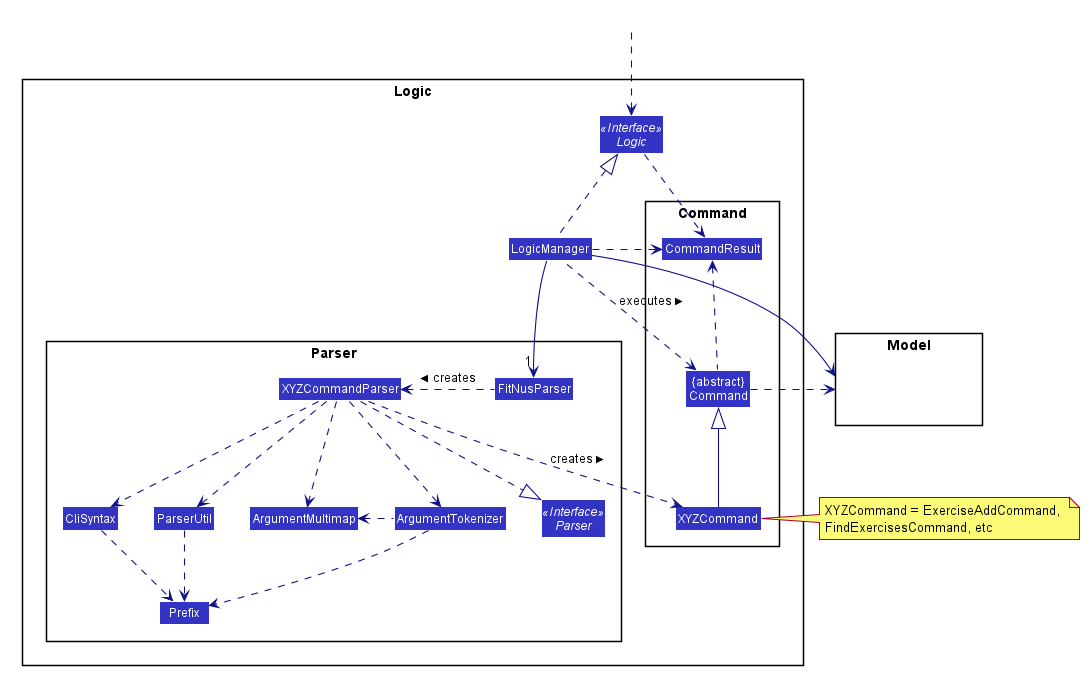 Logic
«Interface»
Logic
Command
LogicManager
CommandResult
executes ►
Model
Parser
1
{abstract}
Command
XYZCommandParser
◄ creates
FitNusParser
creates ►
CliSyntax
ParserUtil
ArgumentMultimap
ArgumentTokenizer
«Interface»
Parser
XYZCommand
XYZCommand = ExerciseAddCommand,
FindExercisesCommand, etc
Prefix